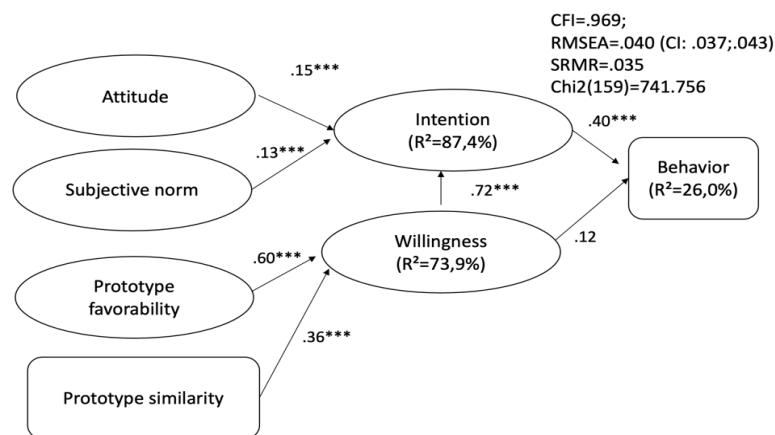 CFI=.969;
RMSEA=.040 (CI: .037;.043)
SRMR=.035
Chi2(159)=741.756
.15***
Attitude
Intention
(R²=87,4%)
.40***
.13***
Behavior
(R²=26,0%)
Subjective norm
.72***
Willingness
(R²=73,9%)
.12
.60***
Prototype
favorability
.36***
Prototype similarity